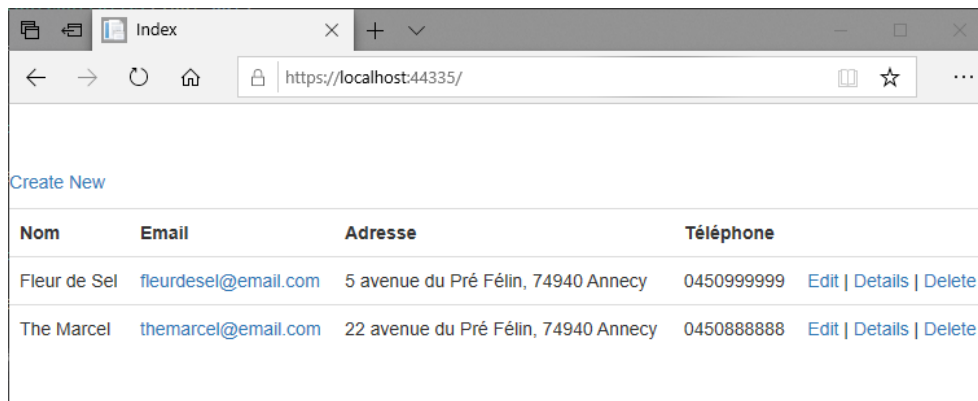 Index
https://localhost:44335/
Create New
Nom Email Adresse Téléphone
Fleur de Sel fleurdesel@email.com 5 avenue du Pré Félin, 74940 Annecy 0450999999 Edit | Details | Delete
The Marcel themarcel@email.com 22 avenue du Pré Félin, 74940 Annecy 0450888888 Edit | Details | Delete